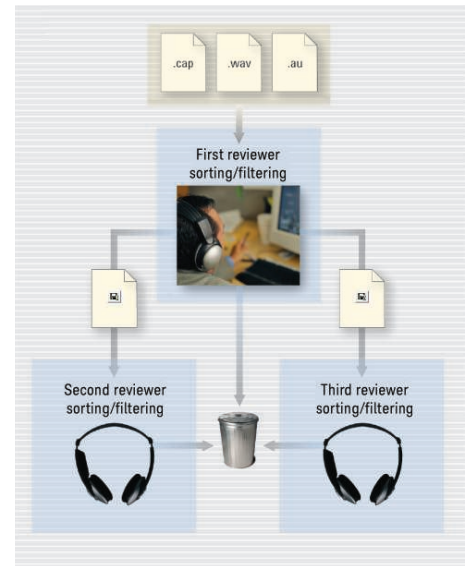 .cap
.wav
.au
First reviewer
sorting/filtering
Second reviewer
sorting/filtering
Third reviewer
sorting/filtering